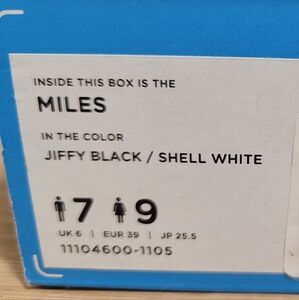 INSIDE THIS BOX IS THE
MILES
IN THE COLOR
JIFFY BLACK / SHELL WHITE
7 9
UK 6 | EUR 39 | JP 25.5
11104600-1105